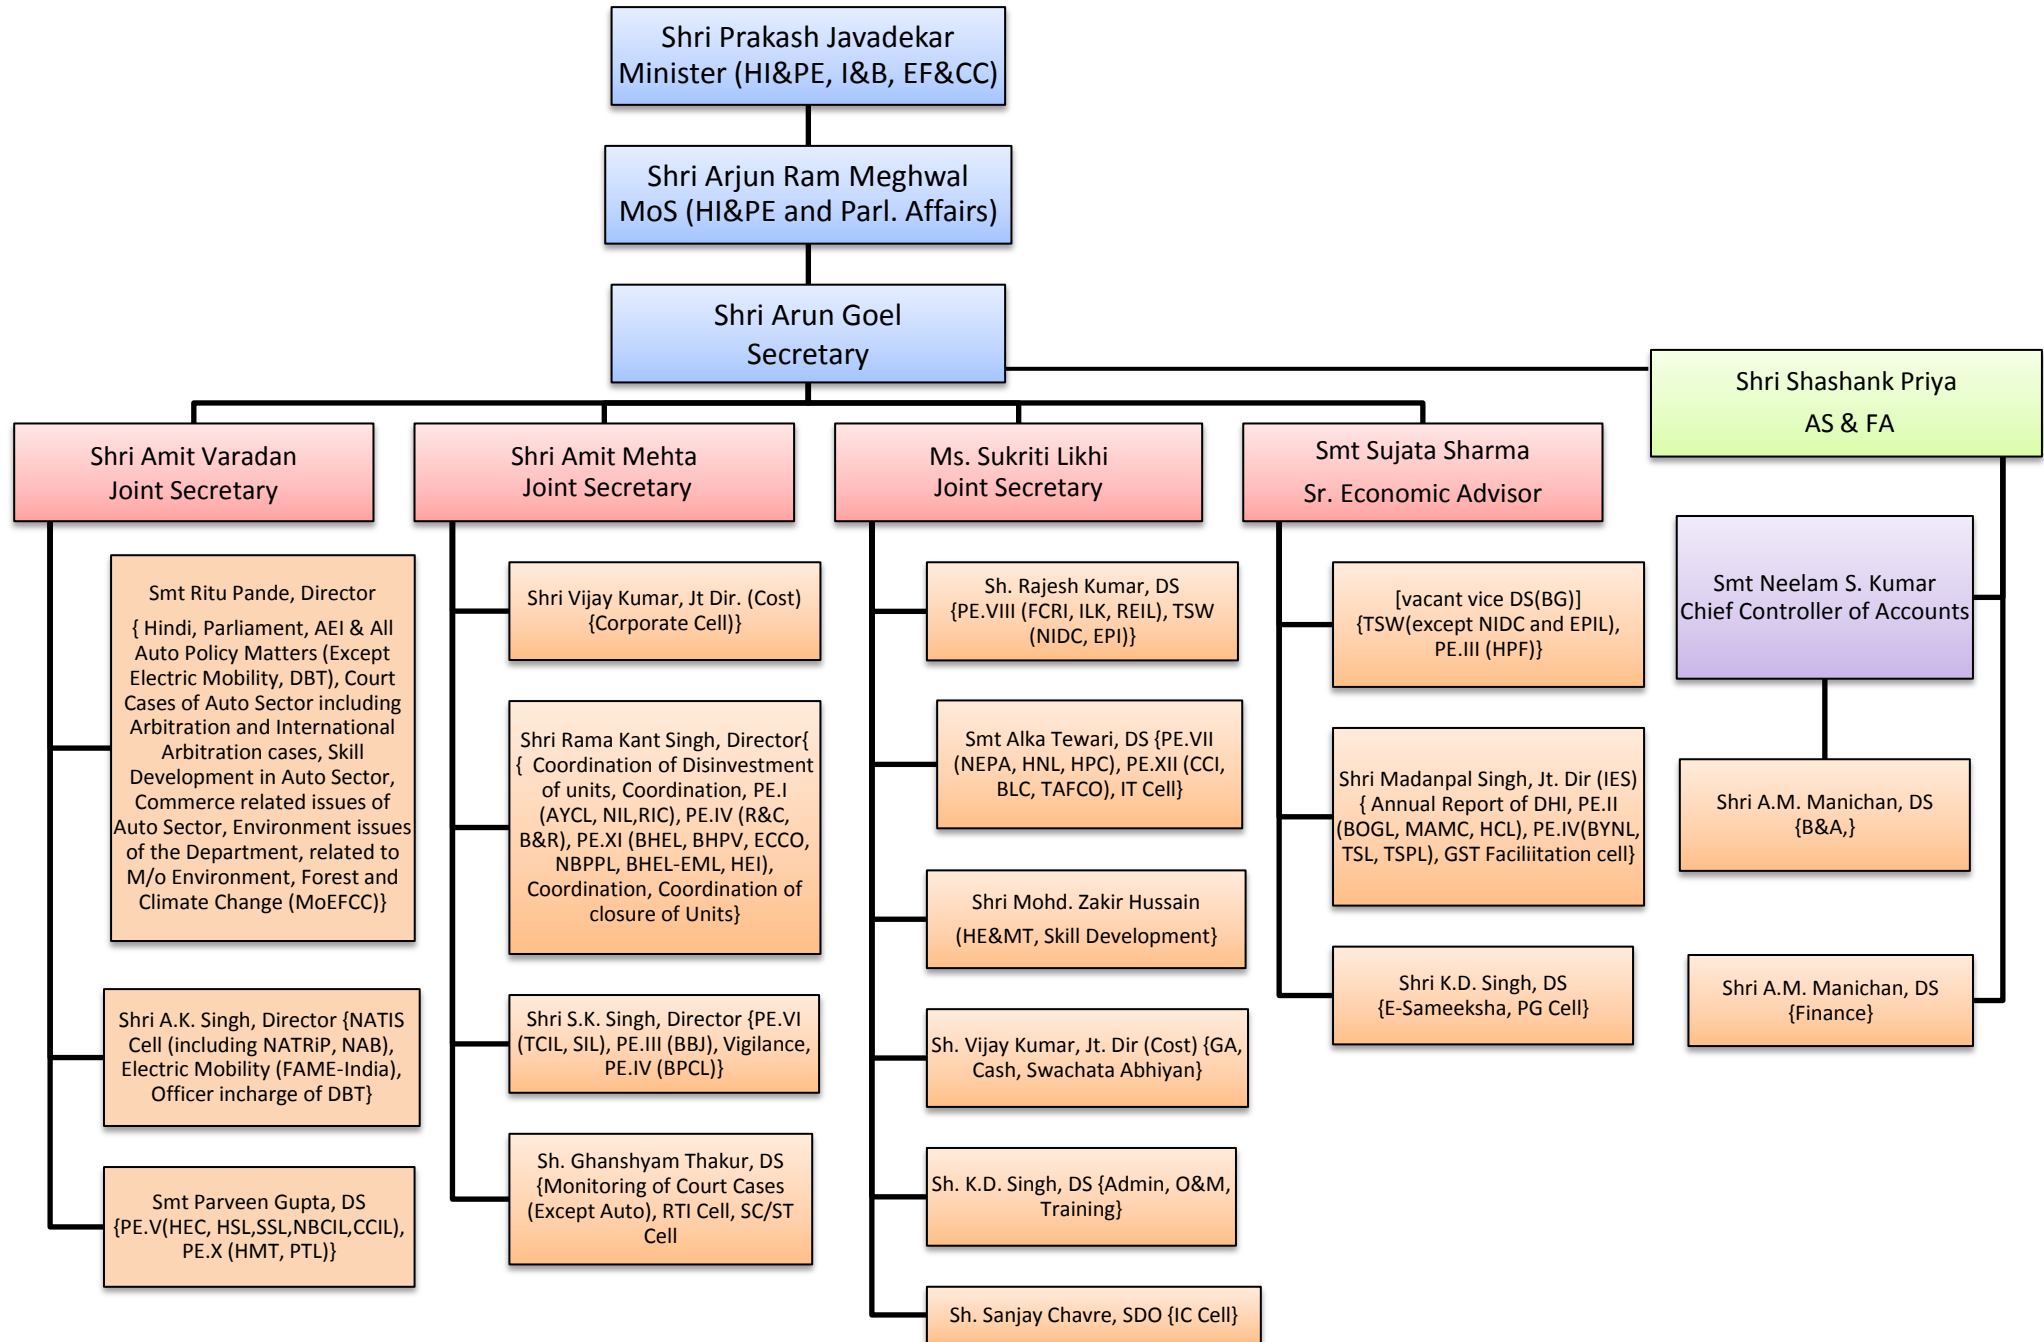 Shri Prakash Javadekar
Minister (HI&PE, I&B, EF&CC)
Shri Arjun Ram Meghwal
MoS (HI&PE and Parl. Affairs)
Shri Arun Goel
Secretary
Shri Shashank Priya
AS & FA
Shri Amit Varadan
Joint Secretary
Smt Ritu Pande, Director
{ Hindi, Parliament, AEI & All
Auto Policy Matters (Except
Electric Mobility, DBT), Court
Cases of Auto Sector including
Arbitration and International
Arbitration cases, Skill
Development in Auto Sector,
Commerce related issues of
Auto Sector, Environment issues
of the Department, related to
M/o Environment, Forest and
Climate Change (MoEFCC)}
Shri A.K. Singh, Director {NATIS
Cell (including NATRiP, NAB),
Electric Mobility (FAME-India),
Officer incharge of DBT}
Smt Parveen Gupta, DS
{PE.V(HEC, HSL,SSL,NBCIL,CCIL),
PE.X (HMT, PTL)}
Shri Amit Mehta
Joint Secretary
Shri Vijay Kumar, Jt Dir. (Cost)
{Corporate Cell)}
Shri Rama Kant Singh, Director{
{ Coordination of Disinvestment
of units, Coordination, PE.I
(AYCL, NIL,RIC), PE.IV (R&C,
B&R), PE.XI (BHEL, BHPV, ECCO,
NBPPL, BHEL-EML, HEI),
Coordination, Coordination of
closure of Units}
Shri S.K. Singh, Director {PE.VI
(TCIL, SIL), PE.III (BBJ), Vigilance,
PE.IV (BPCL)}
Sh. Ghanshyam Thakur, DS
{Monitoring of Court Cases
(Except Auto), RTI Cell, SC/ST
Cell
Ms. Sukriti Likhi
Joint Secretary
Sh. Rajesh Kumar, DS
{PE.VIII (FCRI, ILK, REIL), TSW
(NIDC, EPI)}
Smt Alka Tewari, DS {PE.VII
(NEPA, HNL, HPC), PE.XII (CCI,
BLC, TAFCO), IT Cell}
Shri Mohd. Zakir Hussain
(HE&MT, Skill Development}
Sh. Vijay Kumar, Jt. Dir (Cost) {GA,
Cash, Swachata Abhiyan}
Sh. K.D. Singh, DS {Admin, O&M,
Training}
Sh. Sanjay Chavre, SDO {IC Cell}
Smt Sujata Sharma
Sr. Economic Advisor
[vacant vice DS(BG)]
{TSW(except NIDC and EPIL),
PE.III (HPF)}
Shri Madanpal Singh, Jt. Dir (IES)
{ Annual Report of DHI, PE.II
(BOGL, MAMC, HCL), PE.IV(BYNL,
TSL, TSPL), GST Faciliitation cell}
Shri K.D. Singh, DS
{E-Sameeksha, PG Cell}
Smt Neelam S. Kumar
Chief Controller of Accounts
Shri A.M. Manichan, DS
{B&A,}
Shri A.M. Manichan, DS
{Finance}